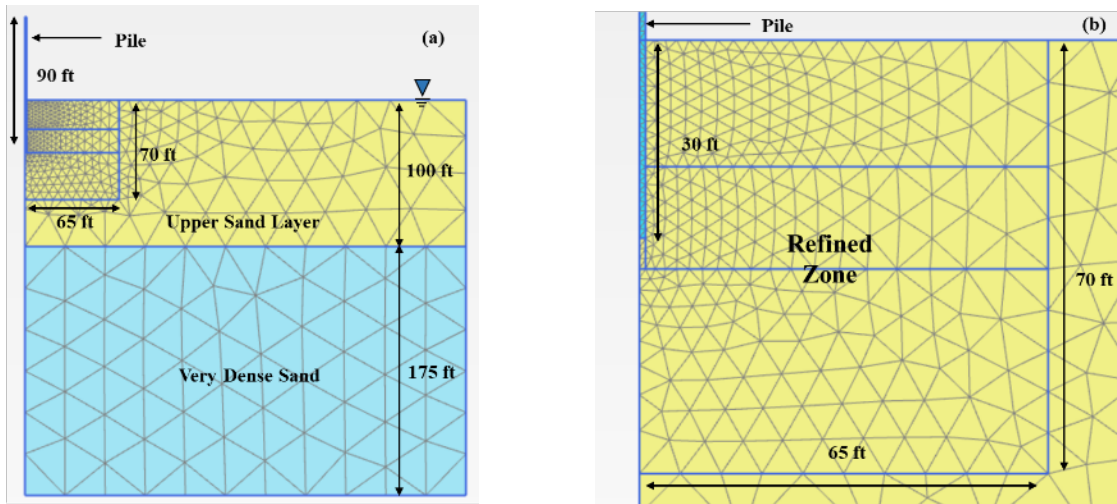 Pile
(a)
90 ft
70 ft
100 ft
65 ft
Upper Sand Layer
Very Dense Sand
175 ft
Pile
(b)
30 ft
Refined
Zone
70 ft
65 ft